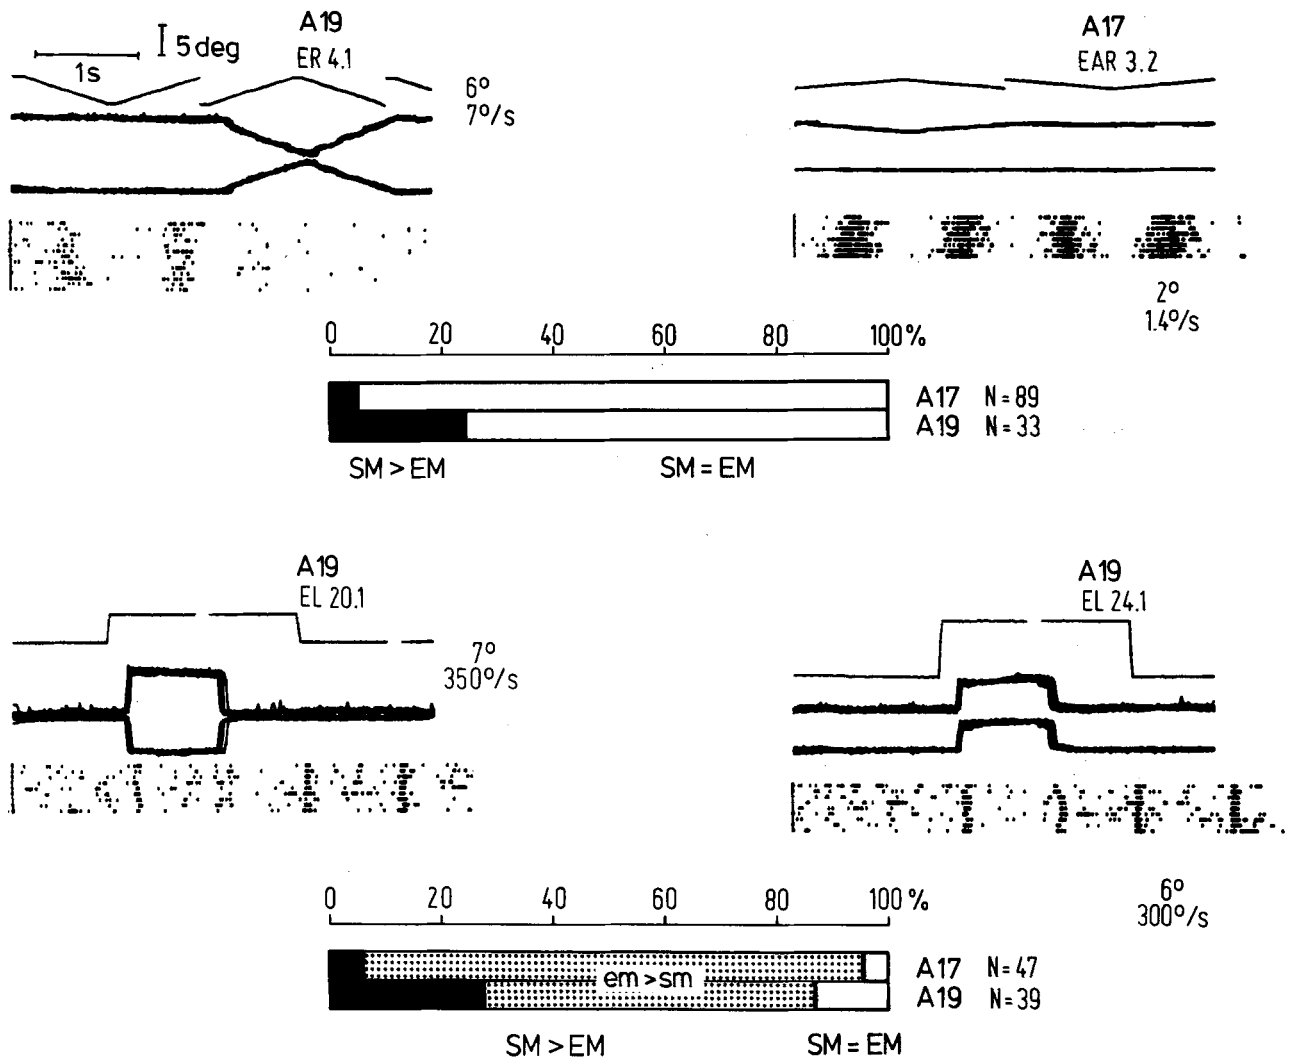 A19
ER 4.1
5 deg
1s
6°
7°/s
A17
EAR 3.2
2°
1.4°/s
0 20 40 60 80 100%
A17 N=89
A19 N=33
SM > EM SM = EM
A19
EL 20.1
7°
350°/s
A19
EL 24.1
6°
300°/s
0 20 40 60 80 100%
em>sm
A17 N=47
A19 N=39
SM > EM SM = EM